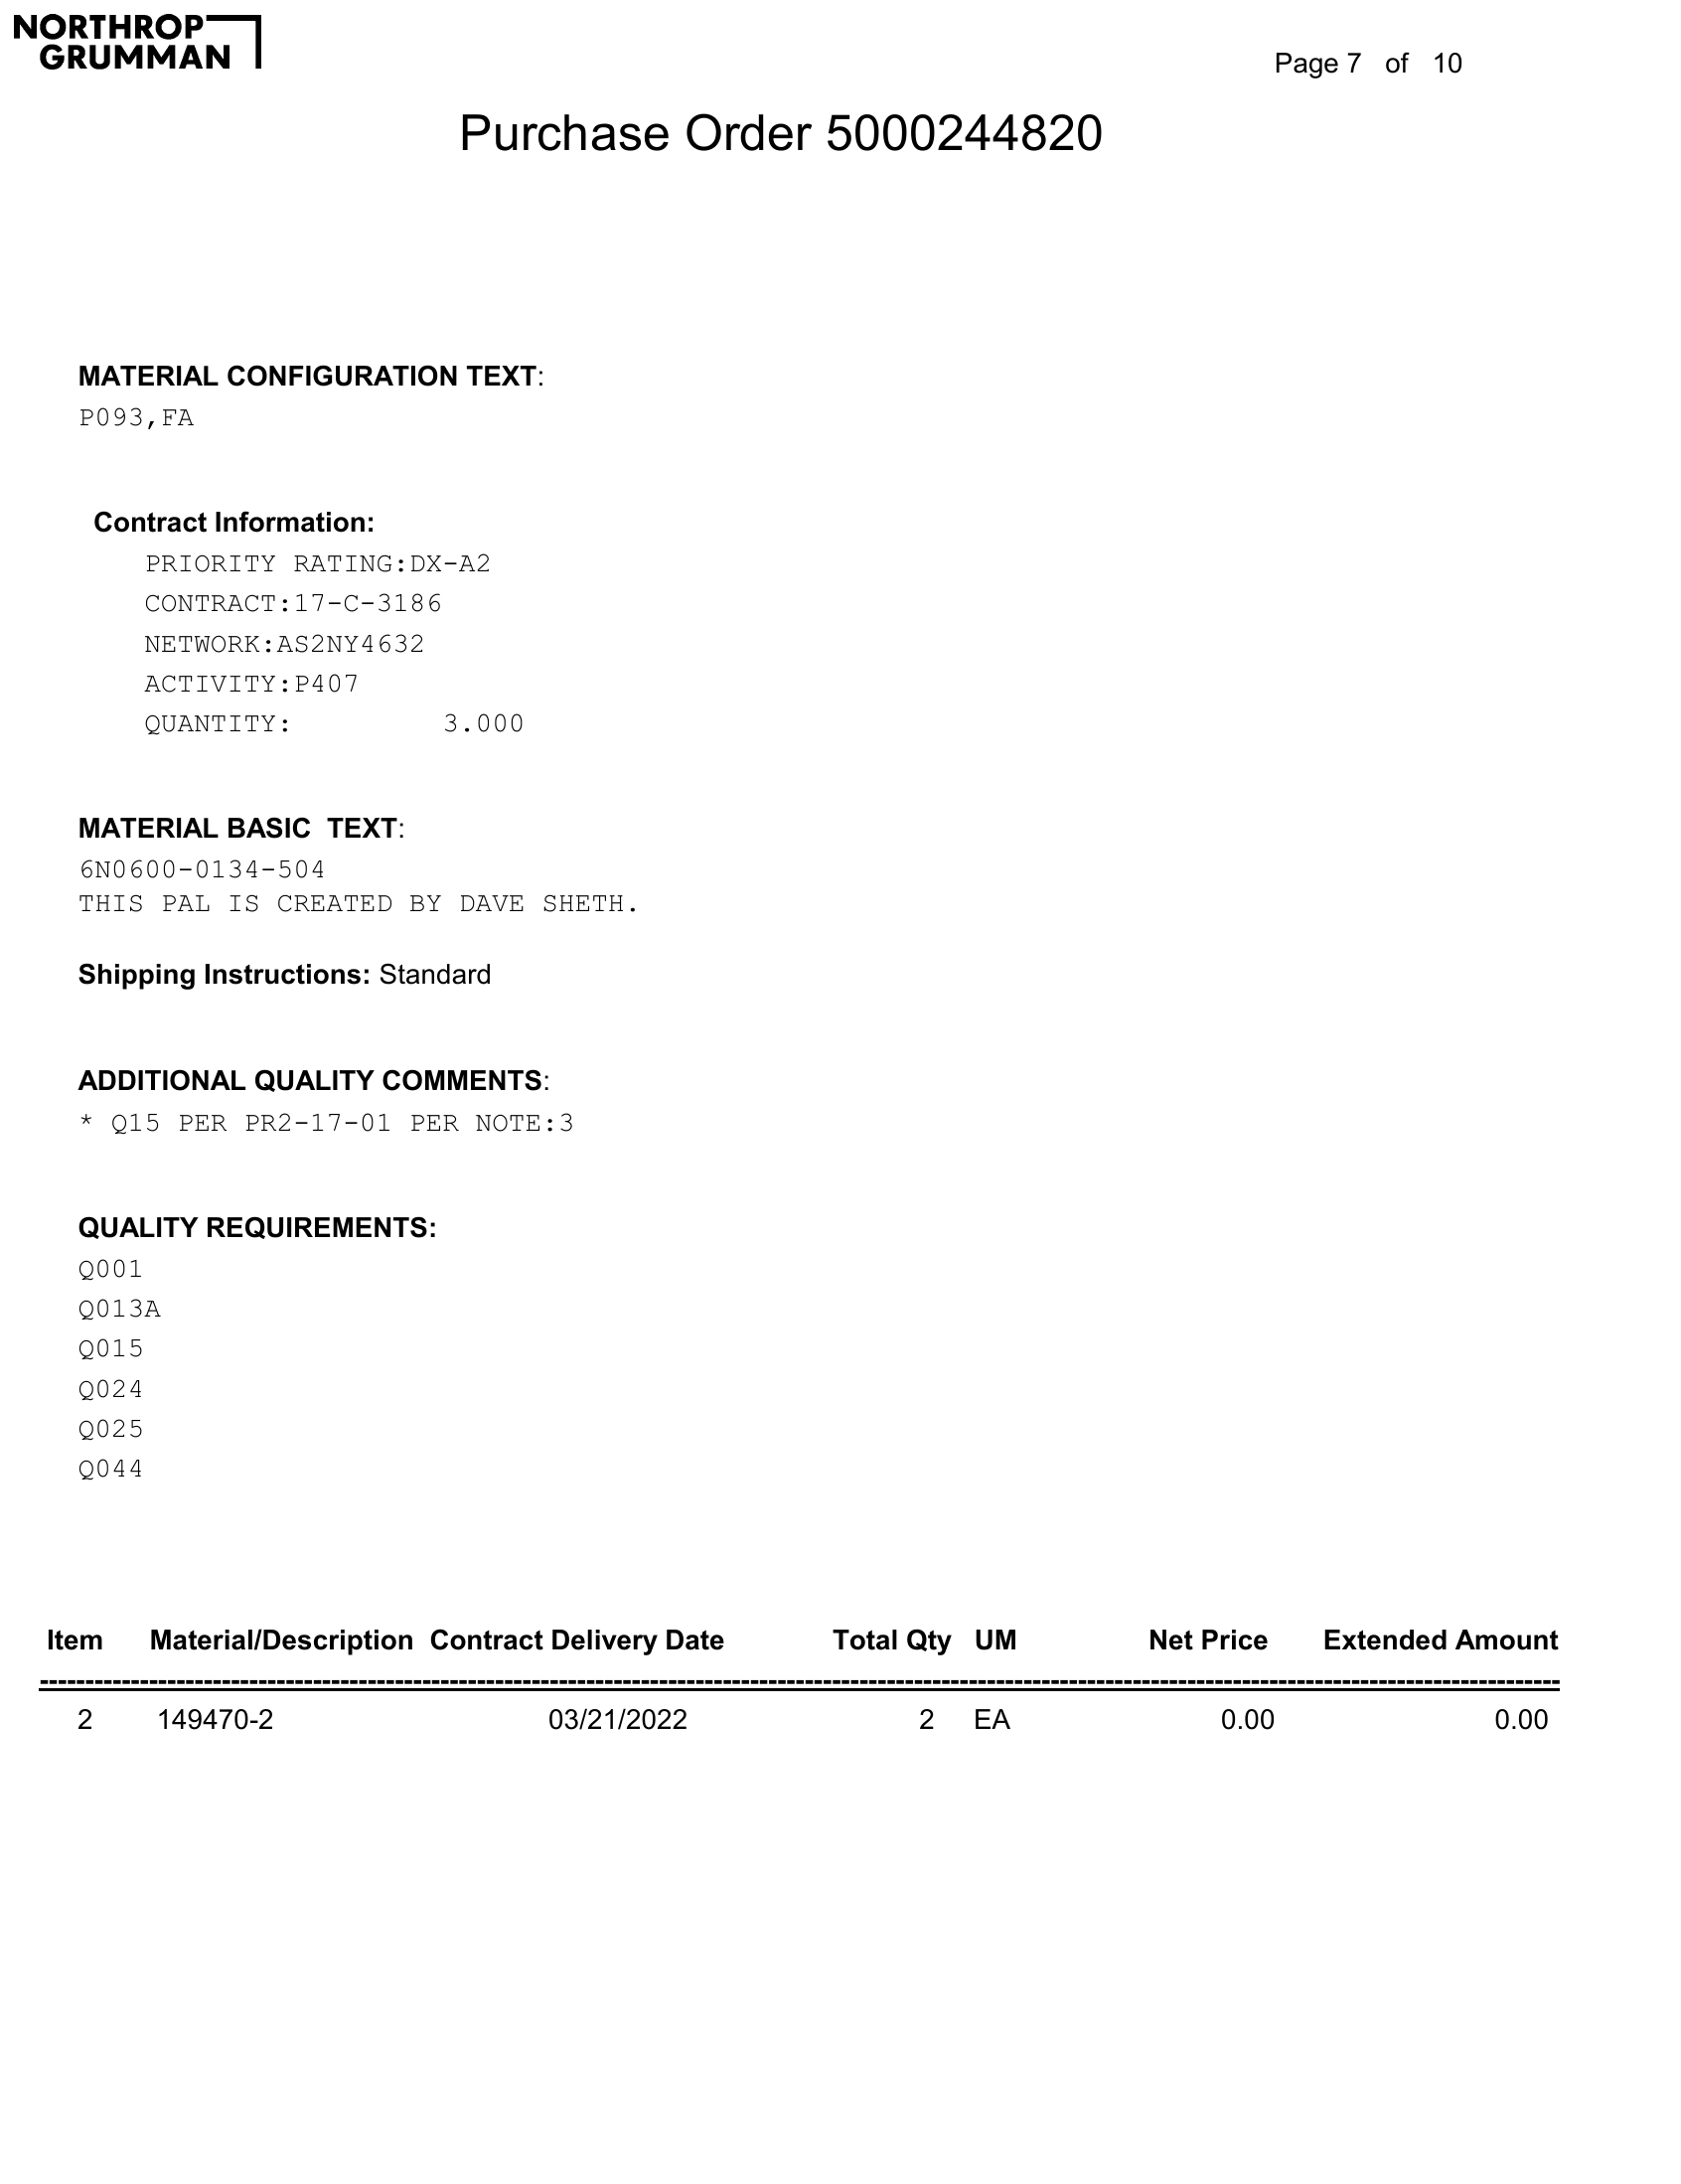 NORTHROP
GRUMMAN
Page 7 of 10
Purchase Order 5000244820
MATERIAL CONFIGURATION TEXT:
P093,FA
Contract Information:
PRIORITY RATING:DX-A2
CONTRACT:17-C-3186
NETWORK:AS2NY4632
ACTIVITY:P407
QUANTITY: 3.000
MATERIAL BASIC TEXT:
6N0600-0134-504
THIS PAL IS CREATED BY DAVE SHETH.
Shipping Instructions: Standard
ADDITIONAL QUALITY COMMENTS:
* Q15 PER PR2-17-01 PER NOTE:3
QUALITY REQUIREMENTS:
Q001
Q013A
Q015
Q024
Q025
Q044
Item Material/Description Contract Delivery Date Total Qty UM Net Price Extended Amount
2 149470-2 03/21/2022 2 EA 0.00 0.00